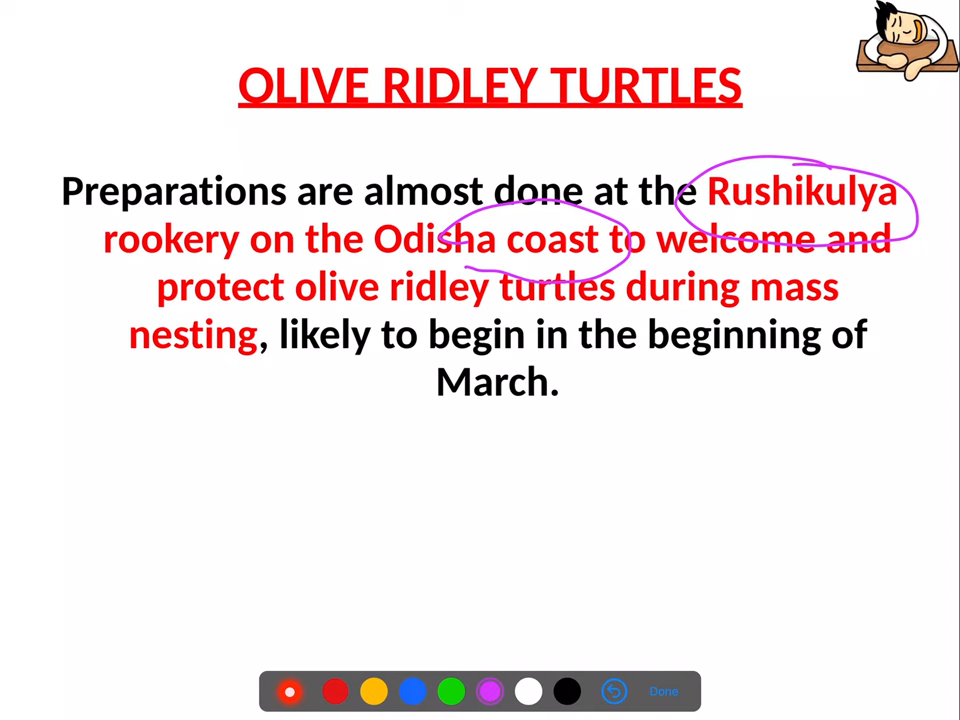 OLIVE RIDLEY TURTLES
Preparations are almost done at the Rushikulya
rookery on the Odisha coast to welcome and
protect olive ridley turtles during mass
nesting, likely to begin in the beginning of
March.
Done